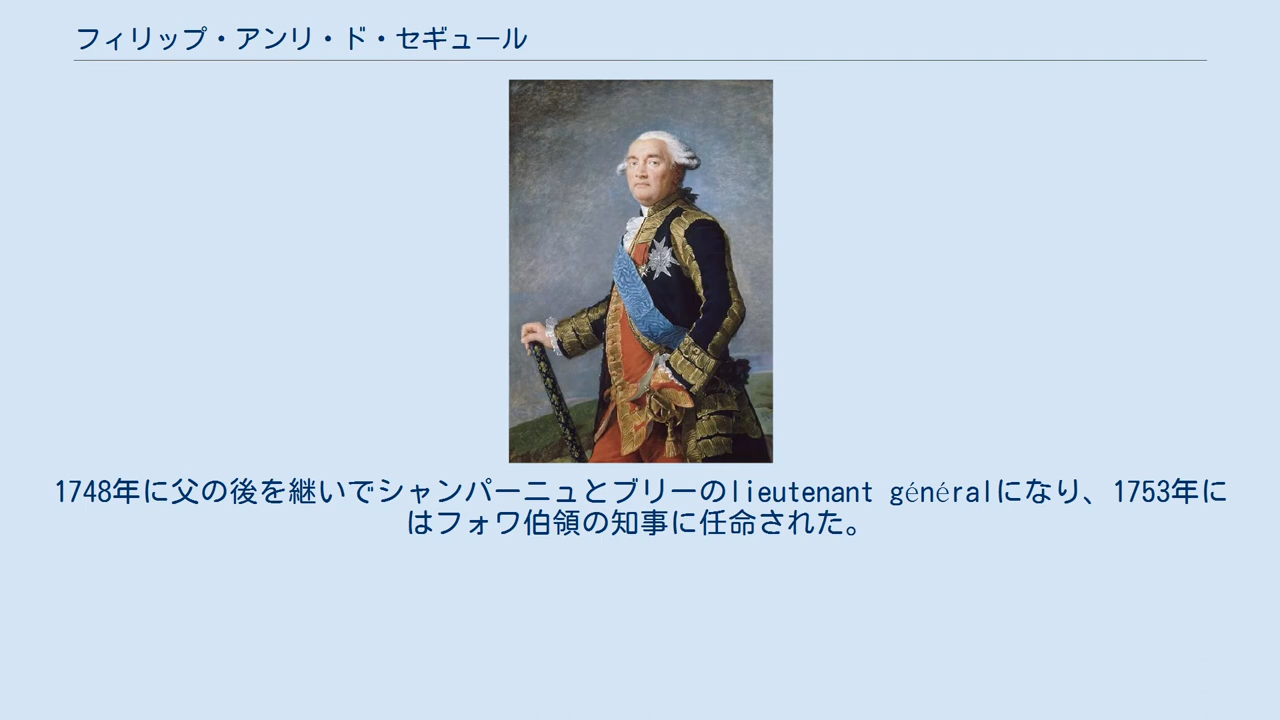 フィリップ・アンリ・ド・セギュール
1748年に父の後を継いでシャンパーニュとブリーのlieutenant généralになり、1753年に
はフォワ伯領の知事に任命された。